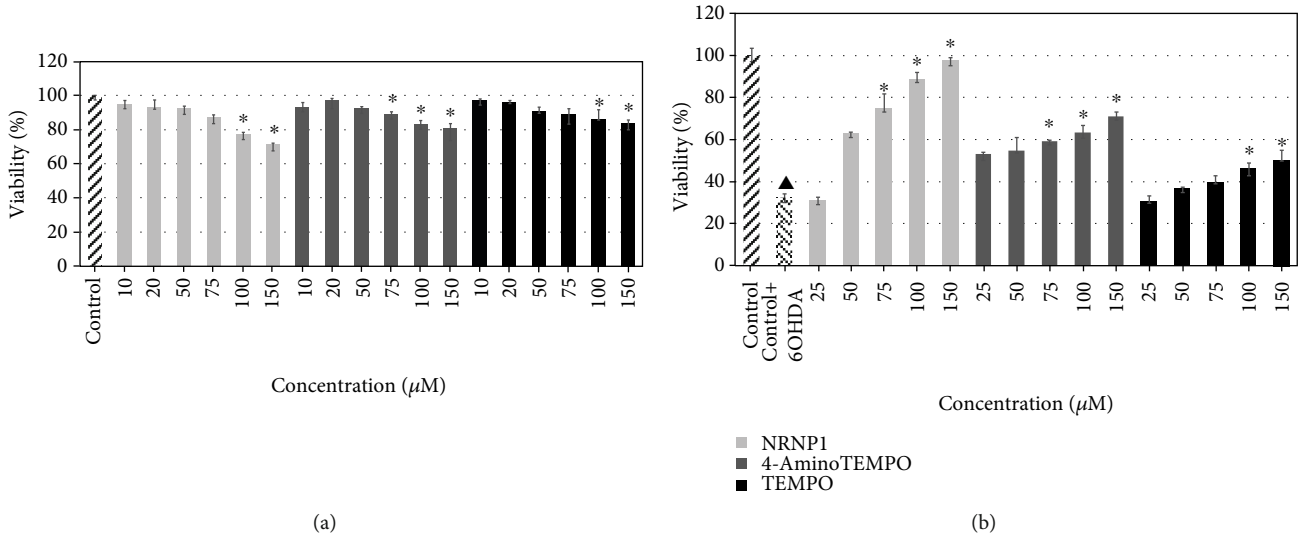 Viability (%)
120
100
80
60
40
20
0
* * * * * * *
Control 10 20 50 75 100 150 10 20 50 75 100 150 10 20 50 75 100 150
Concentration (μM)
(a)
Viability (%)
120
100
80
60
40
20
0
* * * * * * * *
Control
Control+
6OHDA
25 50 75 100 150 25 50 75 100 150 25 50 75 100 150
Concentration (μM)
NRNP1
4-AminoTEMPO
TEMPO
(b)